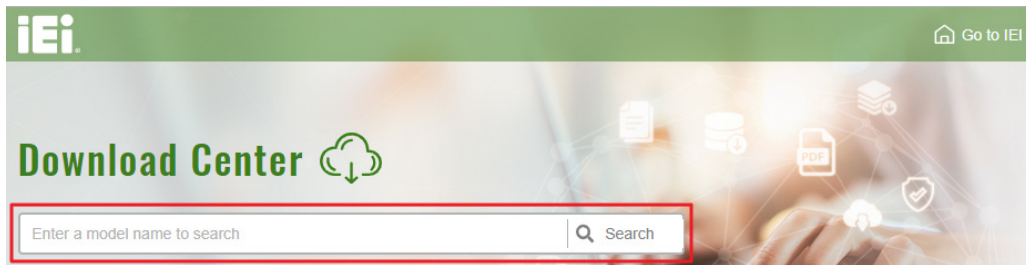 iEi
Go to IEI
Download Center
PDF
Enter a model name to search
Search